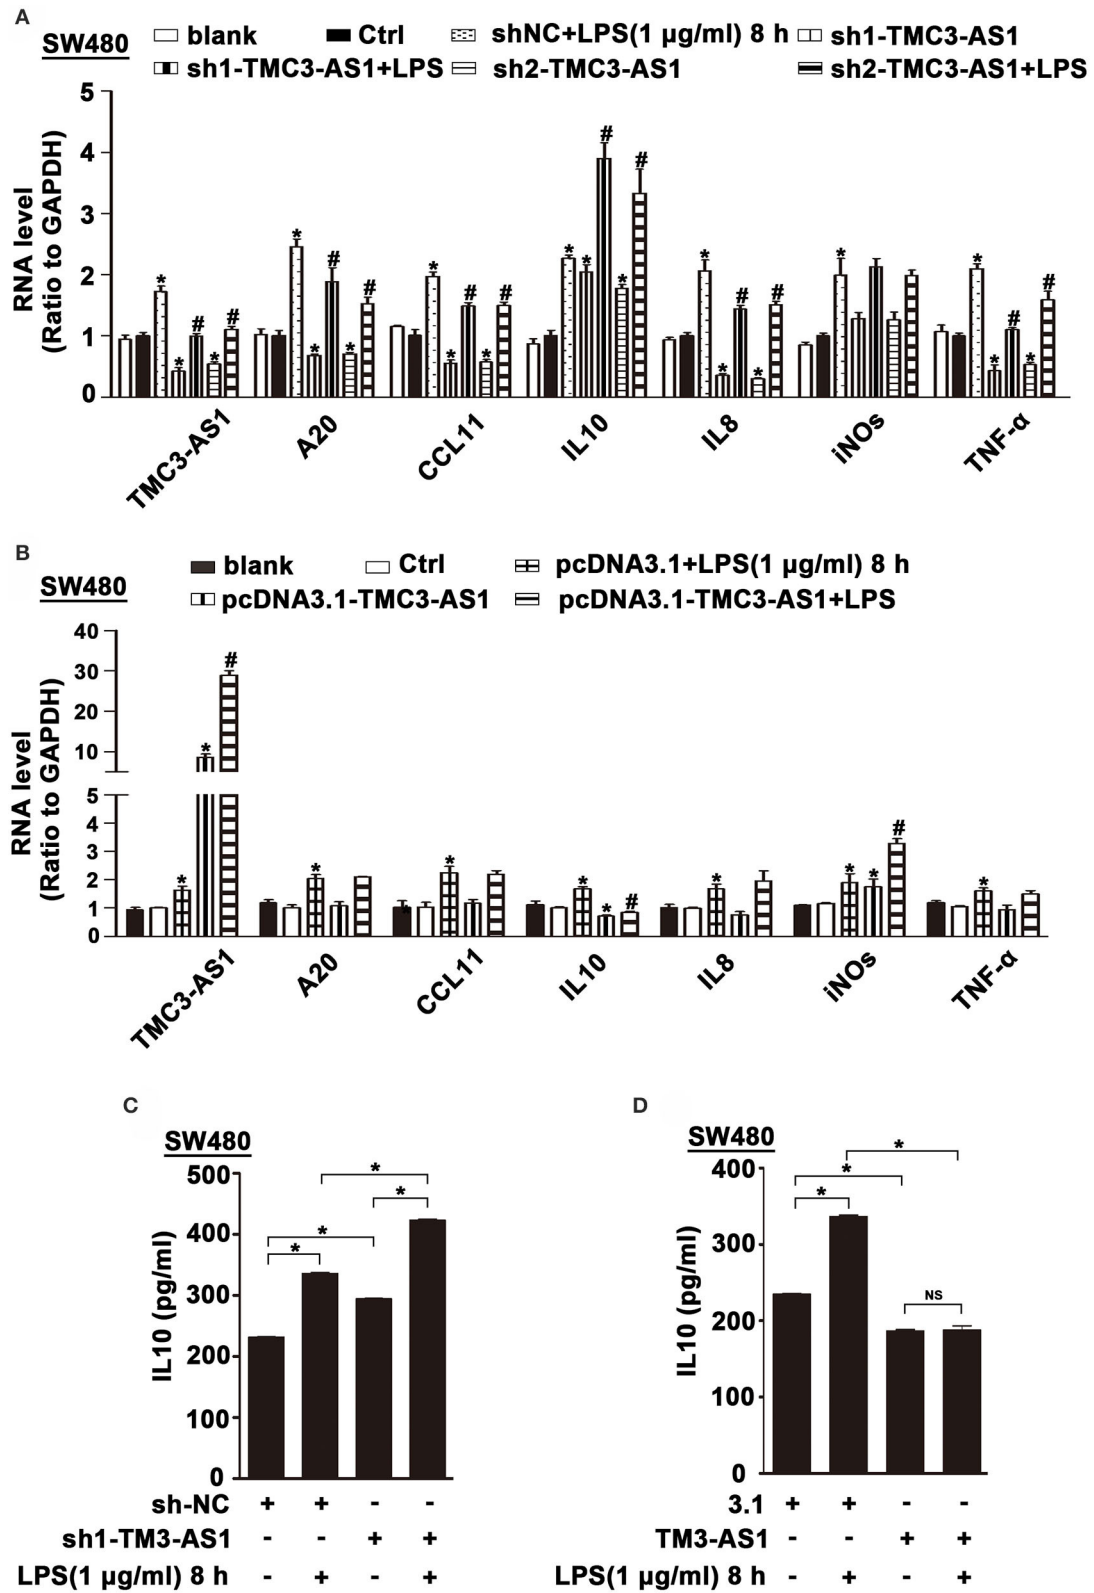 A
SW480
blank Ctrl shNC+LPS(1 µg/ml) 8 h sh1-TMC3-AS1
sh1-TMC3-AS1+LPS sh2-TMC3-AS1 sh2-TMC3-AS1+LPS
RNA level
(Ratio to GAPDH)
5
4
3
2
1
0
* * # * * #
* * # * #
* * # * #
* * # * #
* * # * #
*
* * # * #
TMC3-AS1 A20 CCL11 IL10 IL8 iNOs TNF-α
B
SW480
blank Ctrl pcDNA3.1+LPS(1 µg/ml) 8 h
pcDNA3.1-TMC3-AS1 pcDNA3.1-TMC3-AS1+LPS
RNA level
(Ratio to GAPDH)
40
30
20
10
5
4
3
2
1
0
* * #
*
*
* * #
*
* * #
*
TMC3-AS1 A20 CCL11 IL10 IL8 iNOs TNF-α
C
SW480
IL10 (pg/ml)
500
400
300
200
100
0
*
*
*
*
sh-NC + + - -
sh1-TM3-AS1 - - + +
LPS(1 µg/ml) 8 h - + - +
D
SW480
IL10 (pg/ml)
400
300
200
100
0
*
*
*
NS
3.1 + + - -
TM3-AS1 - - + +
LPS(1 µg/ml) 8 h - + - +